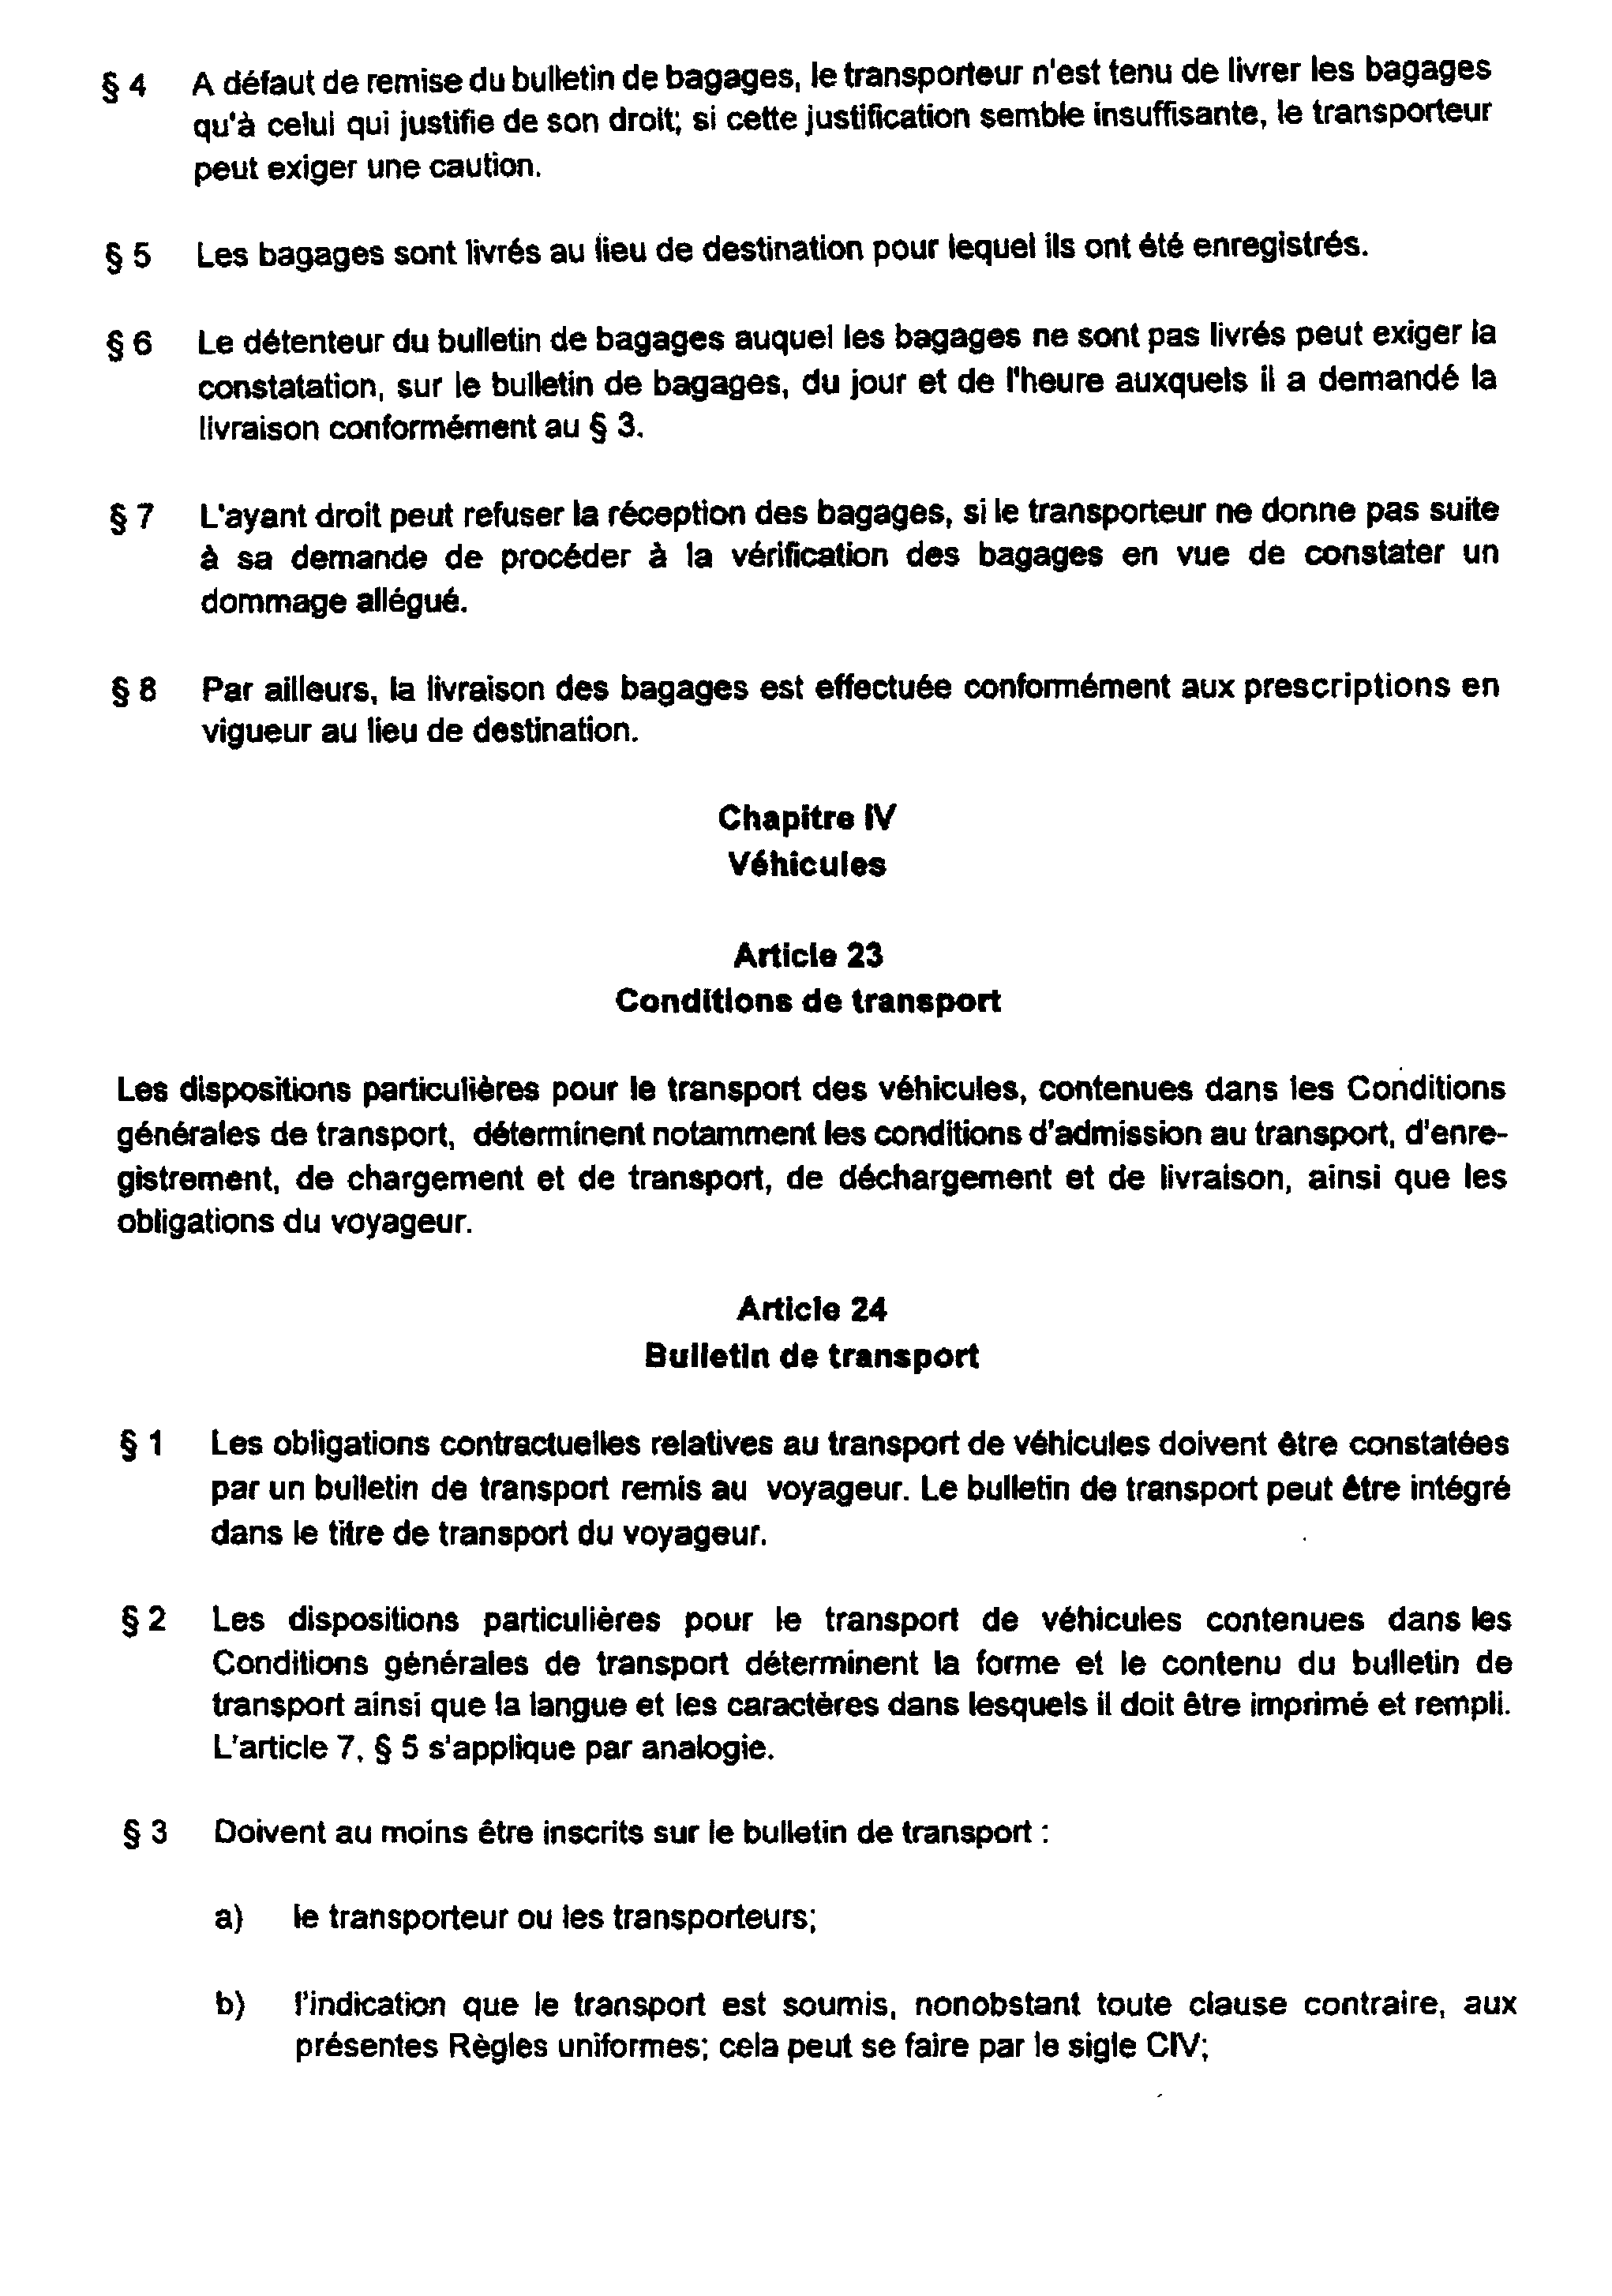 § 4 A défaut de remise du bulletin de bagages, le transporteur n'est tenu de livrer les bagages
qu'à celui qui justifie de son droit; si cette justification semble insuffisante, le transporteur
peut exiger une caution.
§ 5 Les bagages sont livrés au lieu de destination pour lequel ils ont été enregistrés.
§ 6 Le détenteur du bulletin de bagages auquel les bagages ne sont pas livrés peut exiger la
constatation, sur le bulletin de bagages, du jour et de l'heure auxquels il a demandé la
livraison conformément au § 3.
§ 7 L'ayant droit peut refuser la réception des bagages, si le transporteur ne donne pas suite
à sa demande de procéder à la vérification des bagages en vue de constater un
dommage allégué.
§ 8 Par ailleurs, la livraison des bagages est effectuée conformément aux prescriptions en
vigueur au lieu de destination.
Chapitre IV
Véhicules
Article 23
Conditions de transport
Les dispositions particulières pour le transport des véhicules, contenues dans les Conditions
générales de transport, déterminent notamment les conditions d'admission au transport, d'enre-
gistrement, de chargement et de transport, de déchargement et de livraison, ainsi que les
obligations du voyageur.
Article 24
Bulletin de transport
§ 1 Les obligations contractuelles relatives au transport de véhicules doivent être constatées
par un bulletin de transport remis au voyageur. Le bulletin de transport peut être intégré
dans le titre de transport du voyageur.
§ 2 Les dispositions particulières pour le transport de véhicules contenues dans les
Conditions générales de transport déterminent la forme et le contenu du bulletin de
transport ainsi que la langue et les caractères dans lesquels il doit être imprimé et rempli.
L'article 7, § 5 s'applique par analogie.
§ 3 Doivent au moins être inscrits sur le bulletin de transport :
a) le transporteur ou les transporteurs;
b) l'indication que le transport est soumis, nonobstant toute clause contraire, aux
présentes Règles uniformes; cela peut se faire par le sigle CIV;